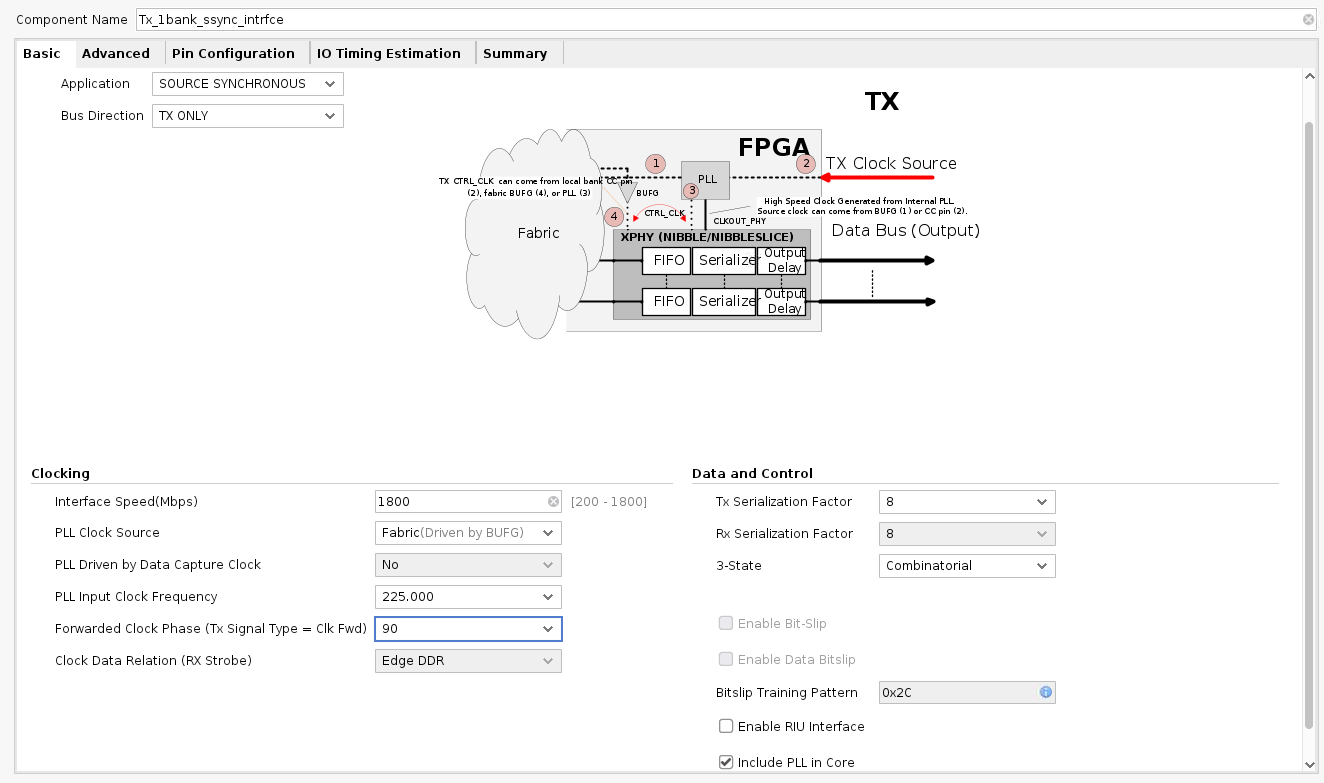 Component Name Tx_1bank_ssync_intrfce
Basic Advanced Pin Configuration IO Timing Estimation Summary
Application SOURCE SYNCHRONOUS
Bus Direction TX ONLY
TX
FPGA
1
2
TX Clock Source
PLL
TX CTRL_CLK can come from local bank CC pin
(2), fabric BUFG (4), or PLL (3)
BUFG
3
High Speed Clock Generated from Internal PLL
Source clock can come from BUFG (1) or CC pin (2).
4
CTRL_CLK
CLKOUT_PHY
Fabric
XPHY (NIBBLE/NIBBLESLICE)
Data Bus (Output)
FIFO Serializer Output Delay
FIFO Serializer Output Delay
Clocking
Interface Speed(Mbps) 1800 [200 - 1800]
PLL Clock Source Fabric(Driven by BUFG)
PLL Driven by Data Capture Clock No
PLL Input Clock Frequency 225.000
Forwarded Clock Phase (Tx Signal Type = Clk Fwd) 90
Clock Data Relation (RX Strobe) Edge DDR
Data and Control
Tx Serialization Factor 8
Rx Serialization Factor 8
3-State Combinatorial
Enable Bit-Slip
Enable Data Bitslip
Bitslip Training Pattern 0x2C
Enable RIU Interface
Include PLL in Core